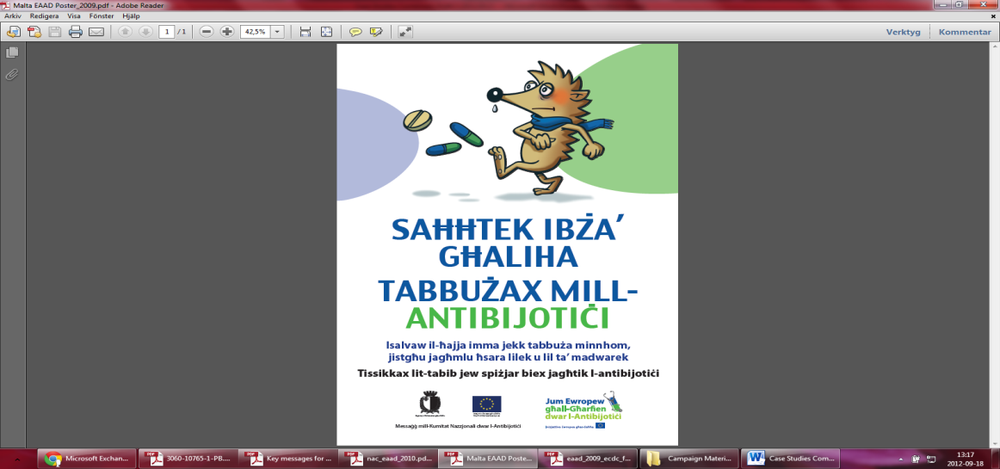 Malta EAAD Poster_2009.pdf - Adobe Reader
Arkiv Redigera Visa Fönster Hjälp
1 / 1 42,5% Verktyg Kommentar
SAĦĦTEK IBŻA’
GĦALIHA
TABBUŻAX MILL-
ANTIBIJOTIĊI
Isalvaw il-ħajja imma jekk tabbuża minnhom,
jistgħu jagħmlu ħsara lilek u lil ta’ madwarek
Tissikkax lit-tabib jew spiżjar biex jagħtik l-antibijotiċi
Jum Ewropew
għall-Għarfien
dwar l-Antibijotiċi
Messaġġ mill-Kumitat Nazzjonali dwar l-Antibijotiċi
Microsoft Exchan... 3060-10765-1-PB.... Key messages for ... nac_eaad_2010.pd... Malta EAAD Poste... eaad_2009_ecdc_f... Campaign Materi... Case Studies Com...
13:17
2012-09-18